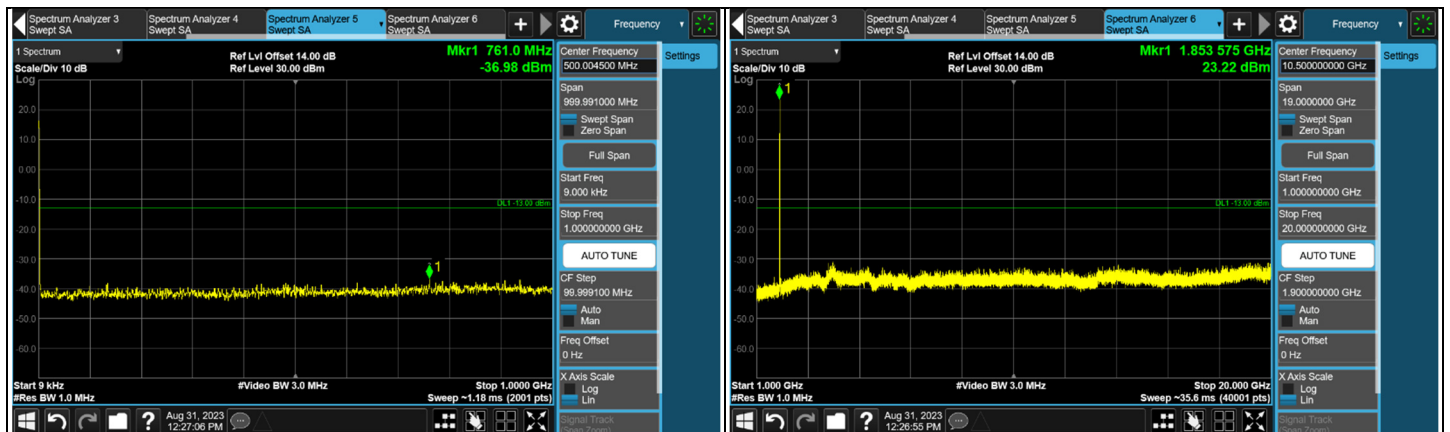 Spectrum Analyzer 3
Swept SA
Spectrum Analyzer 4
Swept SA
Spectrum Analyzer 5
Swept SA
Spectrum Analyzer 6
Swept SA
+
Frequency
1 Spectrum
Scale/Div 10 dB
Log
Ref Lvl Offset 14.00 dB
Ref Level 30.00 dBm
Mkr1 761.0 MHz
-36.98 dBm
1
20.0
10.0
0.00
-10.0
-20.0
-30.0
-40.0
-50.0
-60.0
DL1 -13.00 dBm
Start 9 kHz
#Res BW 1.0 MHz
#Video BW 3.0 MHz
Stop 1.0000 GHz
Sweep ~1.18 ms (2001 pts)
Center Frequency
500.004500 MHz
Span
999.991000 MHz
Swept Span
Zero Span
Full Span
Start Freq
9.000 kHz
Stop Freq
1.000000000 GHz
AUTO TUNE
CF Step
99.999100 MHz
Auto
Man
Freq Offset
0 Hz
X Axis Scale
Log
Lin
Signal Track
(Span Zoom)
Settings
?
Aug 31, 2023
12:27:06 PM
Spectrum Analyzer 3
Swept SA
Spectrum Analyzer 4
Swept SA
Spectrum Analyzer 5
Swept SA
Spectrum Analyzer 6
Swept SA
+
Frequency
1 Spectrum
Scale/Div 10 dB
Log
Ref Lvl Offset 14.00 dB
Ref Level 30.00 dBm
Mkr1 1.853 575 GHz
23.22 dBm
1
20.0
10.0
0.00
-10.0
-20.0
-30.0
-40.0
-50.0
-60.0
DL1 -13.00 dBm
Start 1.000 GHz
#Res BW 1.0 MHz
#Video BW 3.0 MHz
Stop 20.000 GHz
Sweep ~35.6 ms (40001 pts)
Center Frequency
10.500000000 GHz
Span
19.0000000 GHz
Swept Span
Zero Span
Full Span
Start Freq
1.000000000 GHz
Stop Freq
20.000000000 GHz
AUTO TUNE
CF Step
1.900000000 GHz
Auto
Man
Freq Offset
0 Hz
X Axis Scale
Log
Lin
Signal Track
(Span Zoom)
Settings
?
Aug 31, 2023
12:26:55 PM